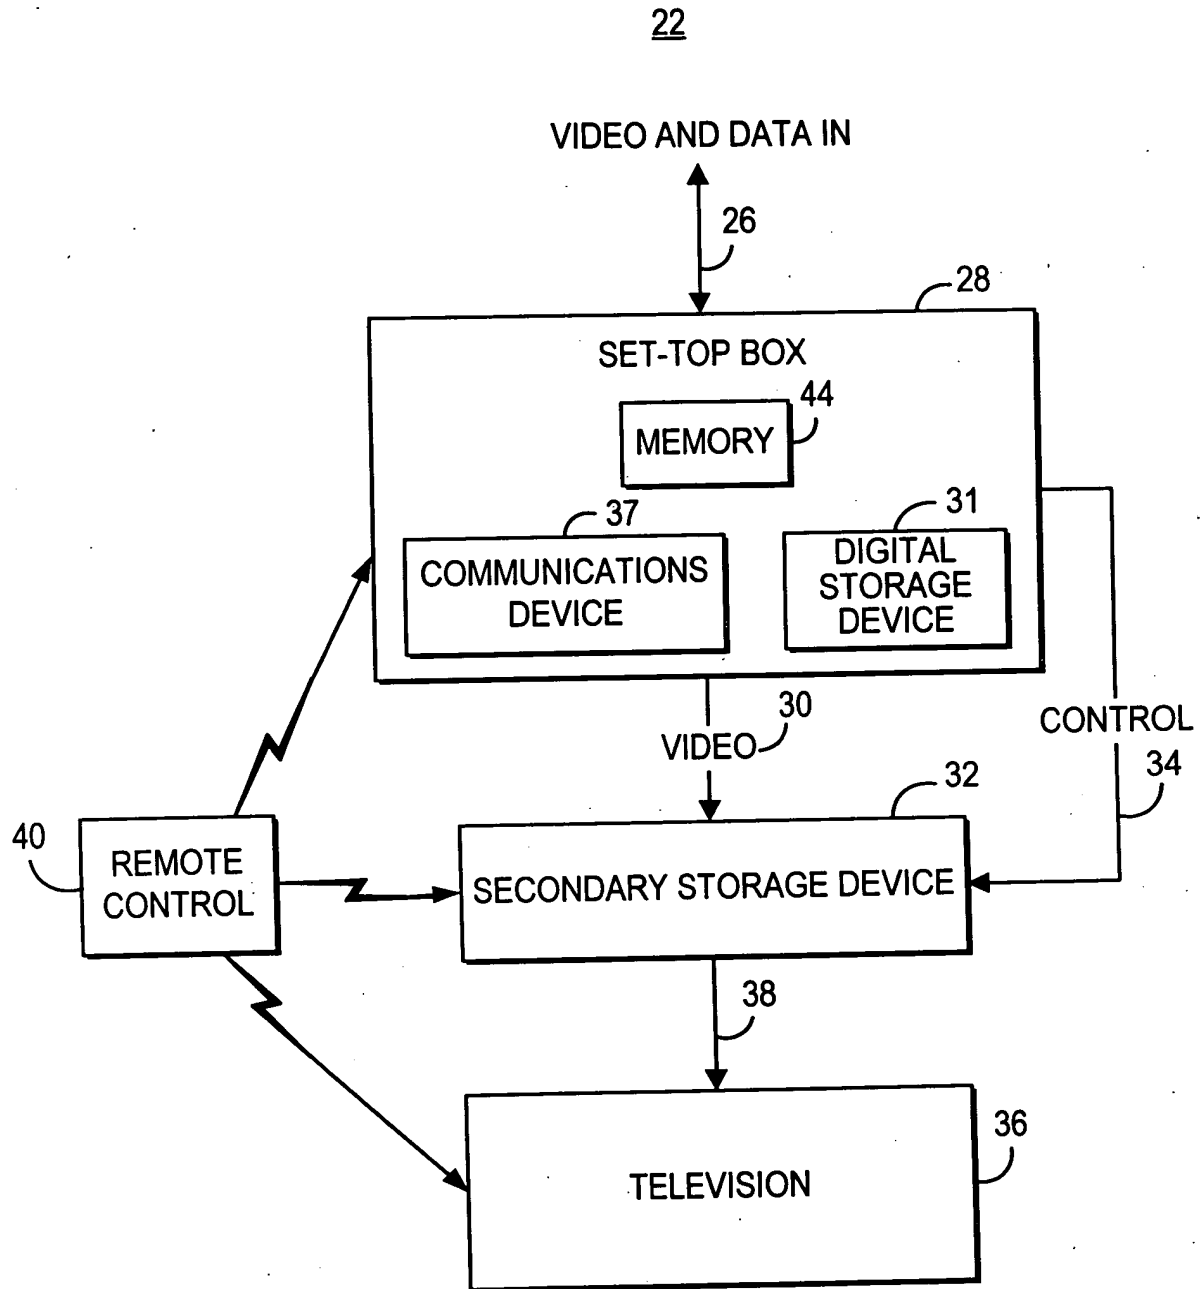 22
VIDEO AND DATA IN
26
28
SET-TOP BOX
44
MEMORY
37
31
COMMUNICATIONS
DEVICE
DIGITAL
STORAGE
DEVICE
30
VIDEO
CONTROL
34
32
40
REMOTE
CONTROL
SECONDARY STORAGE DEVICE
38
36
TELEVISION